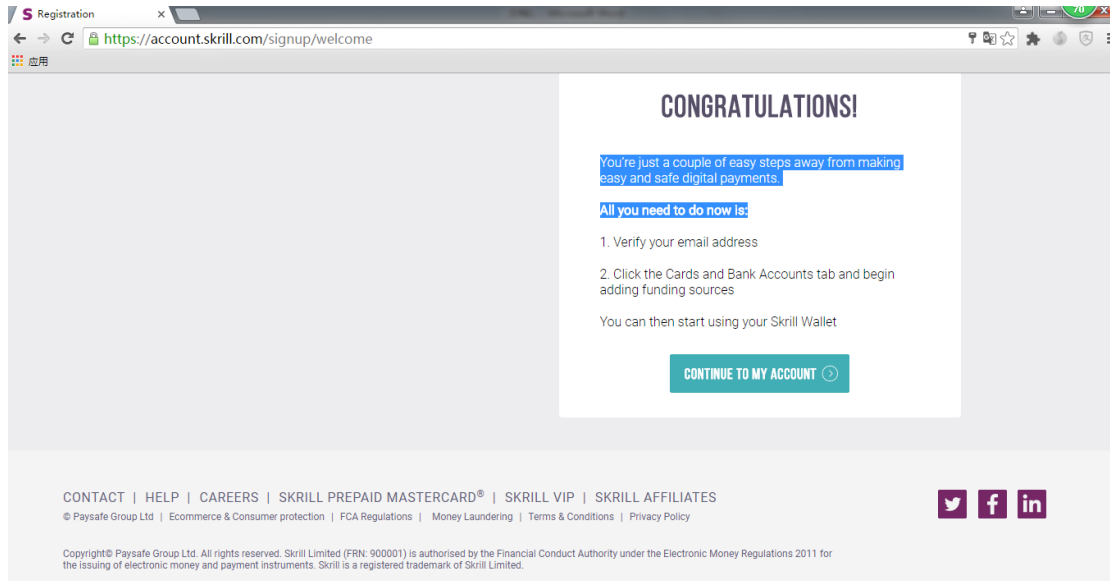 S Registration
70
https://account.skrill.com/signup/welcome
应用
CONGRATULATIONS!
You're just a couple of easy steps away from making
easy and safe digital payments.
All you need to do now is:
1. Verify your email address
2. Click the Cards and Bank Accounts tab and begin
adding funding sources
You can then start using your Skrill Wallet
CONTINUE TO MY ACCOUNT
CONTACT | HELP | CAREERS | SKRILL PREPAID MASTERCARD® | SKRILL VIP | SKRILL AFFILIATES
© Paysafe Group Ltd | Ecommerce & Consumer protection | FCA Regulations | Money Laundering | Terms & Conditions | Privacy Policy
Copyright© Paysafe Group Ltd. All rights reserved. Skrill Limited (FRN: 900001) is authorised by the Financial Conduct Authority under the Electronic Money Regulations 2011 for
the issuing of electronic money and payment instruments. Skrill is a registered trademark of Skrill Limited.